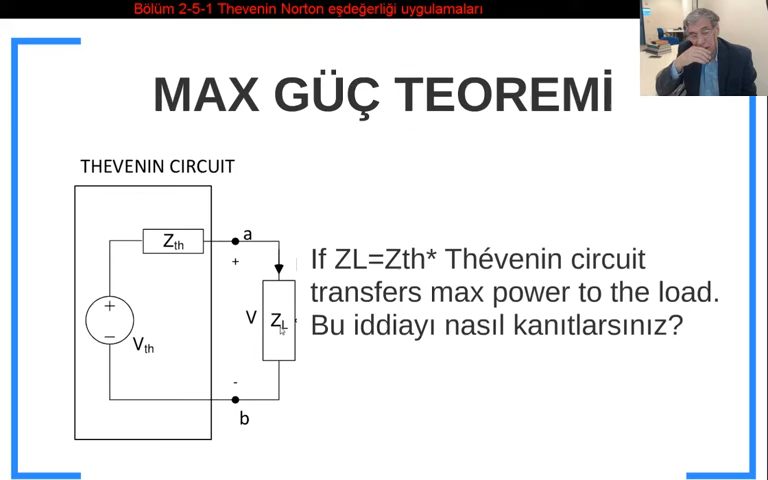 Bölüm 2-5-1 Thevenin Norton eşdeğerliği uygulamaları
MAX GÜÇ TEOREMİ
THEVENIN CIRCUIT
Zth
a
+
If ZL=Zth* Thévenin circuit
transfers max power to the load.
Bu iddiayı nasıl kanıtlarsınız?
+
−
Vth
V
ZL
-
b